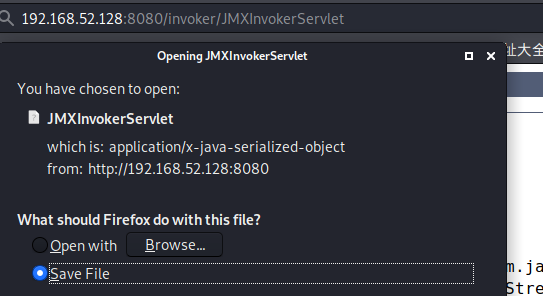 192.168.52.128:8080/invoker/JMXInvokerServlet
址大全
Opening JMXInvokerServlet
You have chosen to open:
JMXInvokerServlet
which is: application/x-java-serialized-object
from: http://192.168.52.128:8080
What should Firefox do with this file?
Open with Browse...
Save File
m.ja
Stre